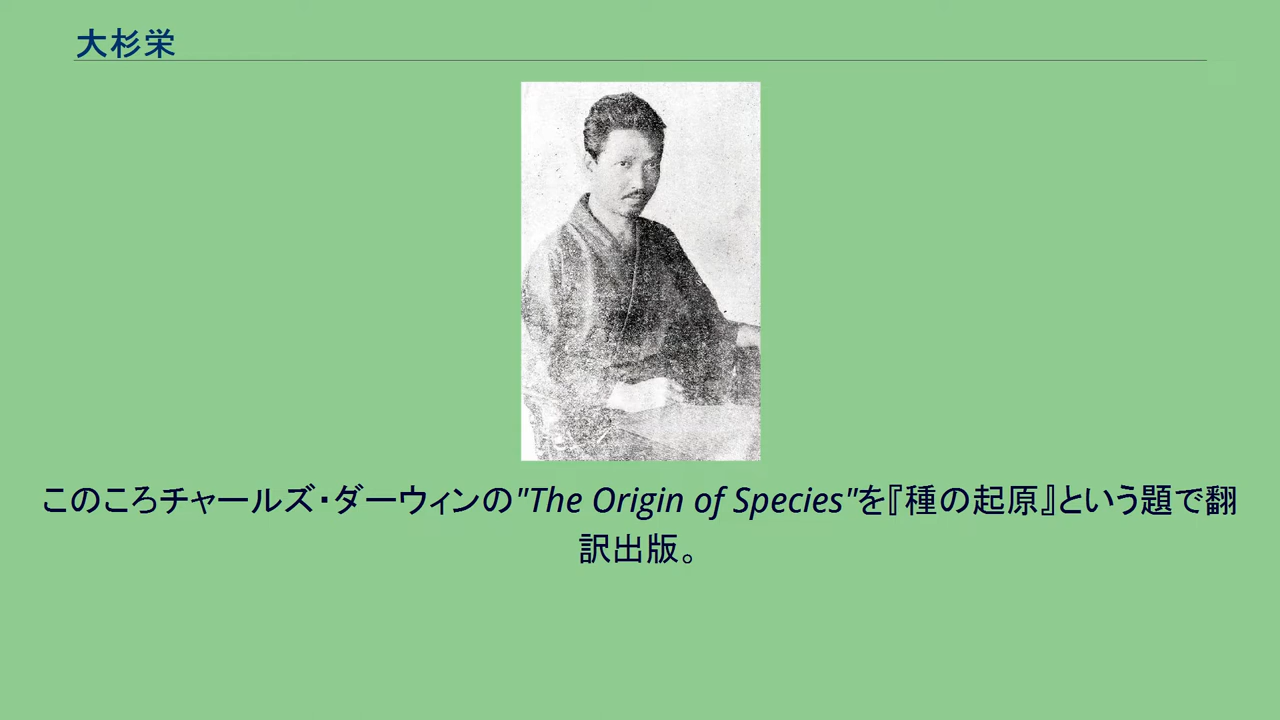 大杉栄
このころチャールズ・ダーウィンの"The Origin of Species"を『種の起原』という題で翻
訳出版。